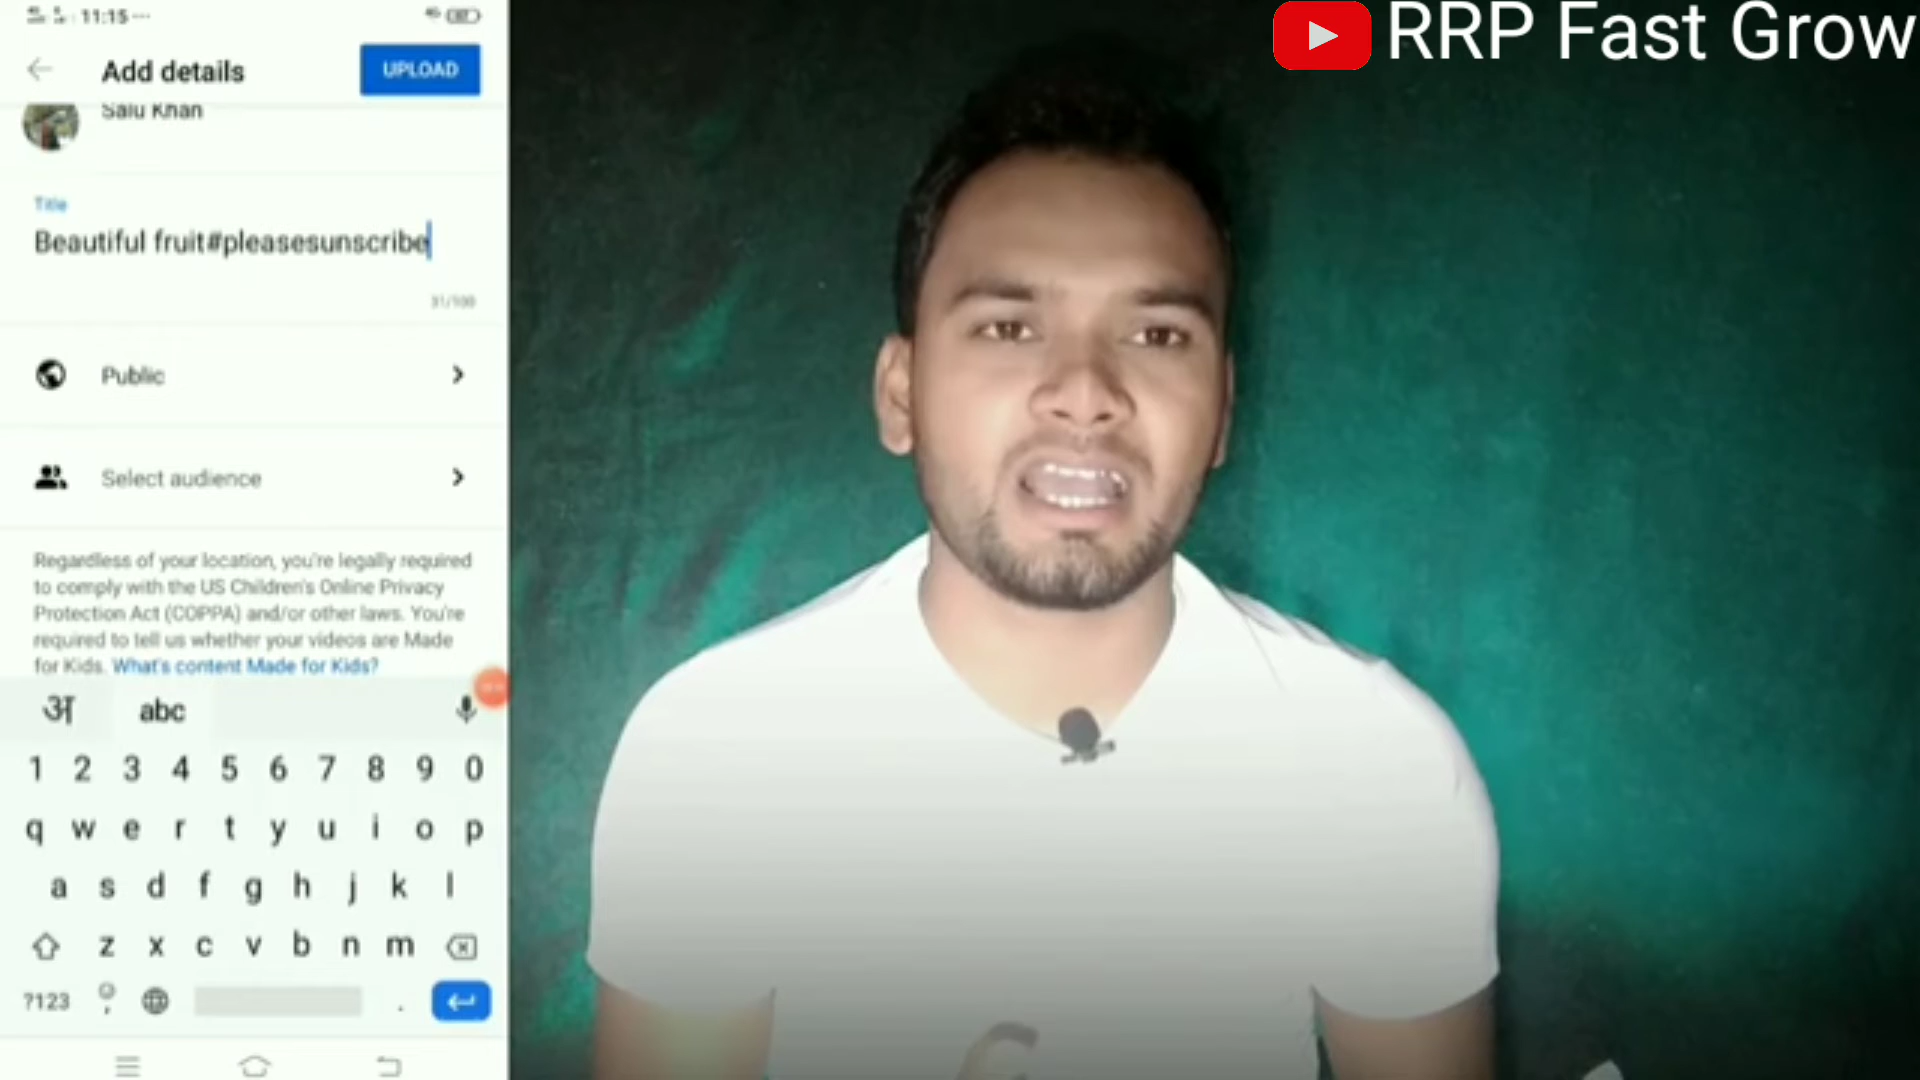 11:15
Add details
UPLOAD
Salu Khan
Title
Beautiful fruit#pleasesunscribe
31/100
Public
Select audience
Regardless of your location, you're legally required
to comply with the US Children's Online Privacy
Protection Act (COPPA) and/or other laws. You're
required to tell us whether your videos are Made
for Kids. What's content Made for Kids?
अ abc
1 2 3 4 5 6 7 8 9 0
q w e r t y u i o p
a s d f g h j k l
z x c v b n m
?123 , .
RRP Fast Grow